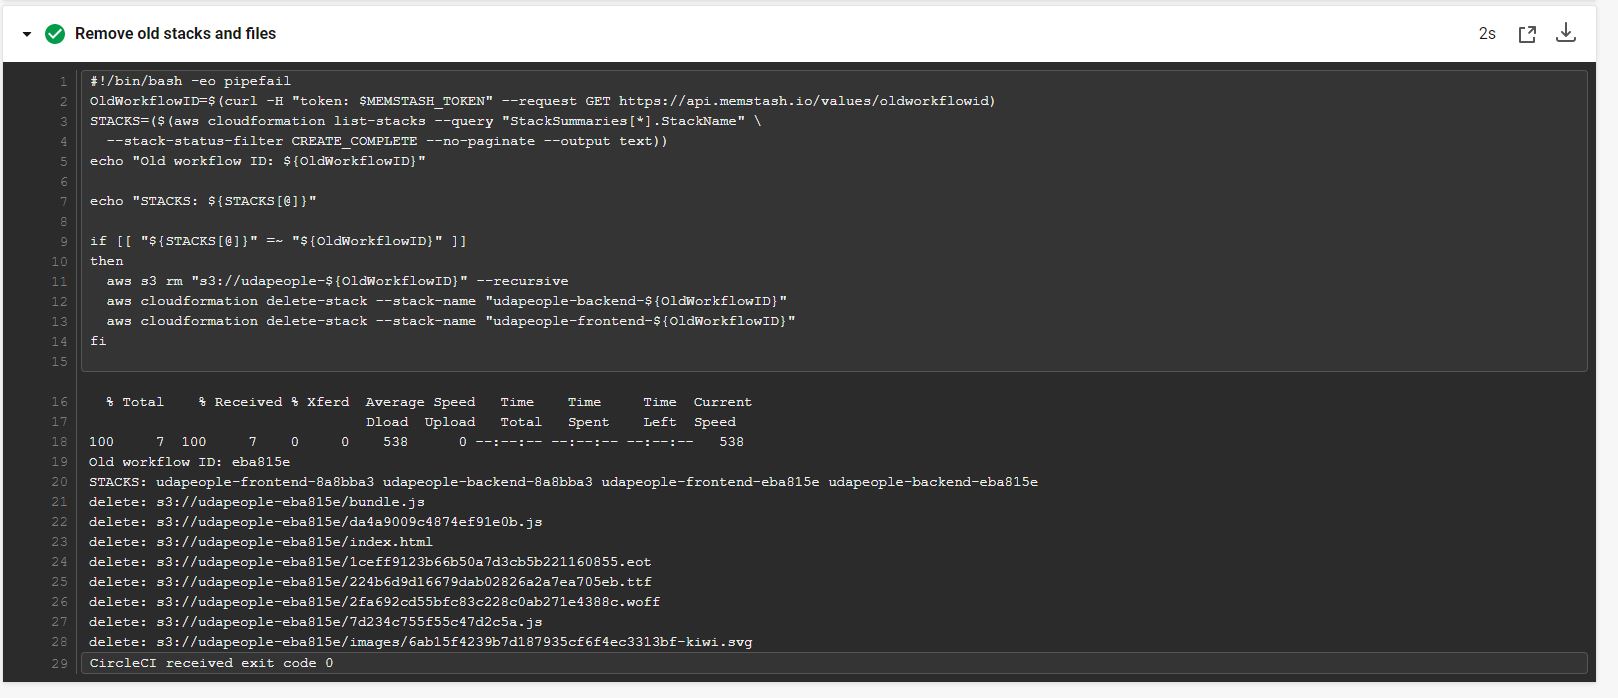 Remove old stacks and files
2s
1 #!/bin/bash -eo pipefail
2 OldWorkflowID=$(curl -H "token: $MEMSTASH_TOKEN" --request GET https://api.memstash.io/values/oldworkflowid)
3 STACKS=($(aws cloudformation list-stacks --query "StackSummaries[*].StackName" \
4   --stack-status-filter CREATE_COMPLETE --no-paginate --output text))
5 echo "Old workflow ID: ${OldWorkflowID}"
6
7 echo "STACKS: ${STACKS[@]}"
8
9 if [[ "${STACKS[@]}" =~ "${OldWorkflowID}" ]]
10 then
11   aws s3 rm "s3://udapeople-${OldWorkflowID}" --recursive
12   aws cloudformation delete-stack --stack-name "udapeople-backend-${OldWorkflowID}"
13   aws cloudformation delete-stack --stack-name "udapeople-frontend-${OldWorkflowID}"
14 fi
15
16   % Total    % Received % Xferd  Average Speed   Time    Time     Time  Current
17                                  Dload  Upload   Total   Spent    Left  Speed
18 100     7  100     7    0     0    538      0 --:--:-- --:--:-- --:--:--   538
19 Old workflow ID: eba815e
20 STACKS: udapeople-frontend-8a8bba3 udapeople-backend-8a8bba3 udapeople-frontend-eba815e udapeople-backend-eba815e
21 delete: s3://udapeople-eba815e/bundle.js
22 delete: s3://udapeople-eba815e/da4a9009c4874ef91e0b.js
23 delete: s3://udapeople-eba815e/index.html
24 delete: s3://udapeople-eba815e/1ceff9123b66b50a7d3cb5b221160855.eot
25 delete: s3://udapeople-eba815e/224b6d9d16679dab02826a2a7ea705eb.ttf
26 delete: s3://udapeople-eba815e/2fa692cd55bfc83c228c0ab271e4388c.woff
27 delete: s3://udapeople-eba815e/7d234c755f55c47d2c5a.js
28 delete: s3://udapeople-eba815e/images/6ab15f4239b7d187935cf6f4ec3313bf-kiwi.svg
29 CircleCI received exit code 0